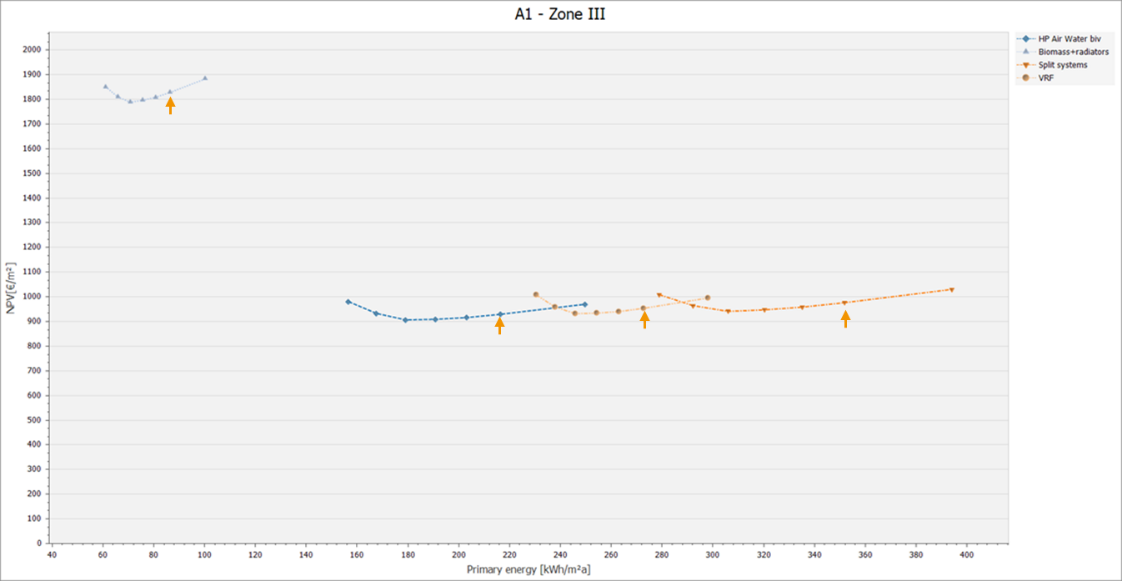 A1 - Zone III
HP Air Water biv
Biomass+radiators
Split systems
VRF
NPV[€/m²]
2000
1900
1800
1700
1600
1500
1400
1300
1200
1100
1000
900
800
700
600
500
400
300
200
100
0
40 60 80 100 120 140 160 180 200 220 240 260 280 300 320 340 360 380 400
Primary energy [kWh/m²a]